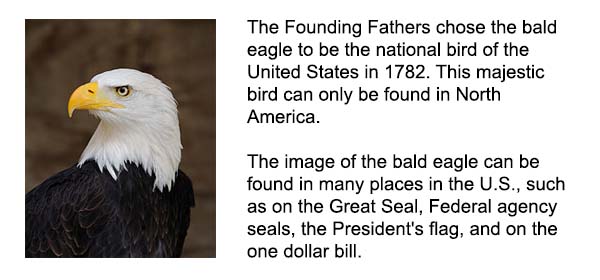 The Founding Fathers chose the bald
eagle to be the national bird of the
United States in 1782. This majestic
bird can only be found in North
America.
The image of the bald eagle can be
found in many places in the U.S., such
as on the Great Seal, Federal agency
seals, the President's flag, and on the
one dollar bill.